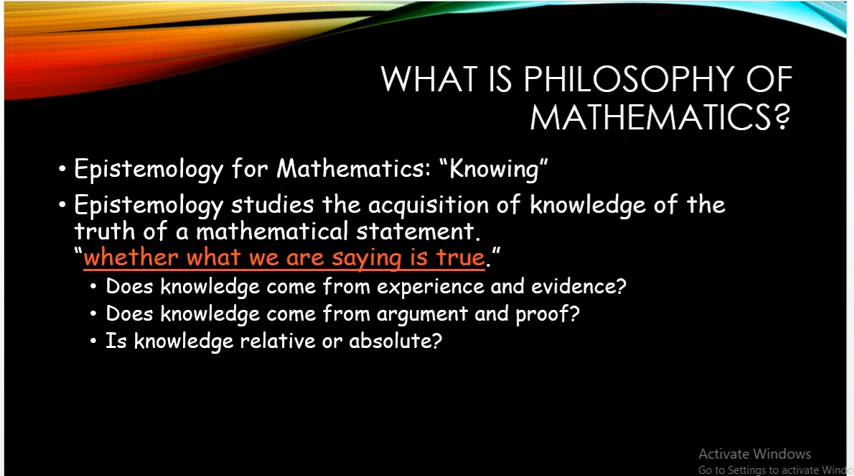 WHAT IS PHILOSOPHY OF
MATHEMATICS?
• Epistemology for Mathematics: “Knowing”
• Epistemology studies the acquisition of knowledge of the
truth of a mathematical statement.
“whether what we are saying is true.”
• Does knowledge come from experience and evidence?
• Does knowledge come from argument and proof?
• Is knowledge relative or absolute?
Activate Windows
Go to Settings to activate